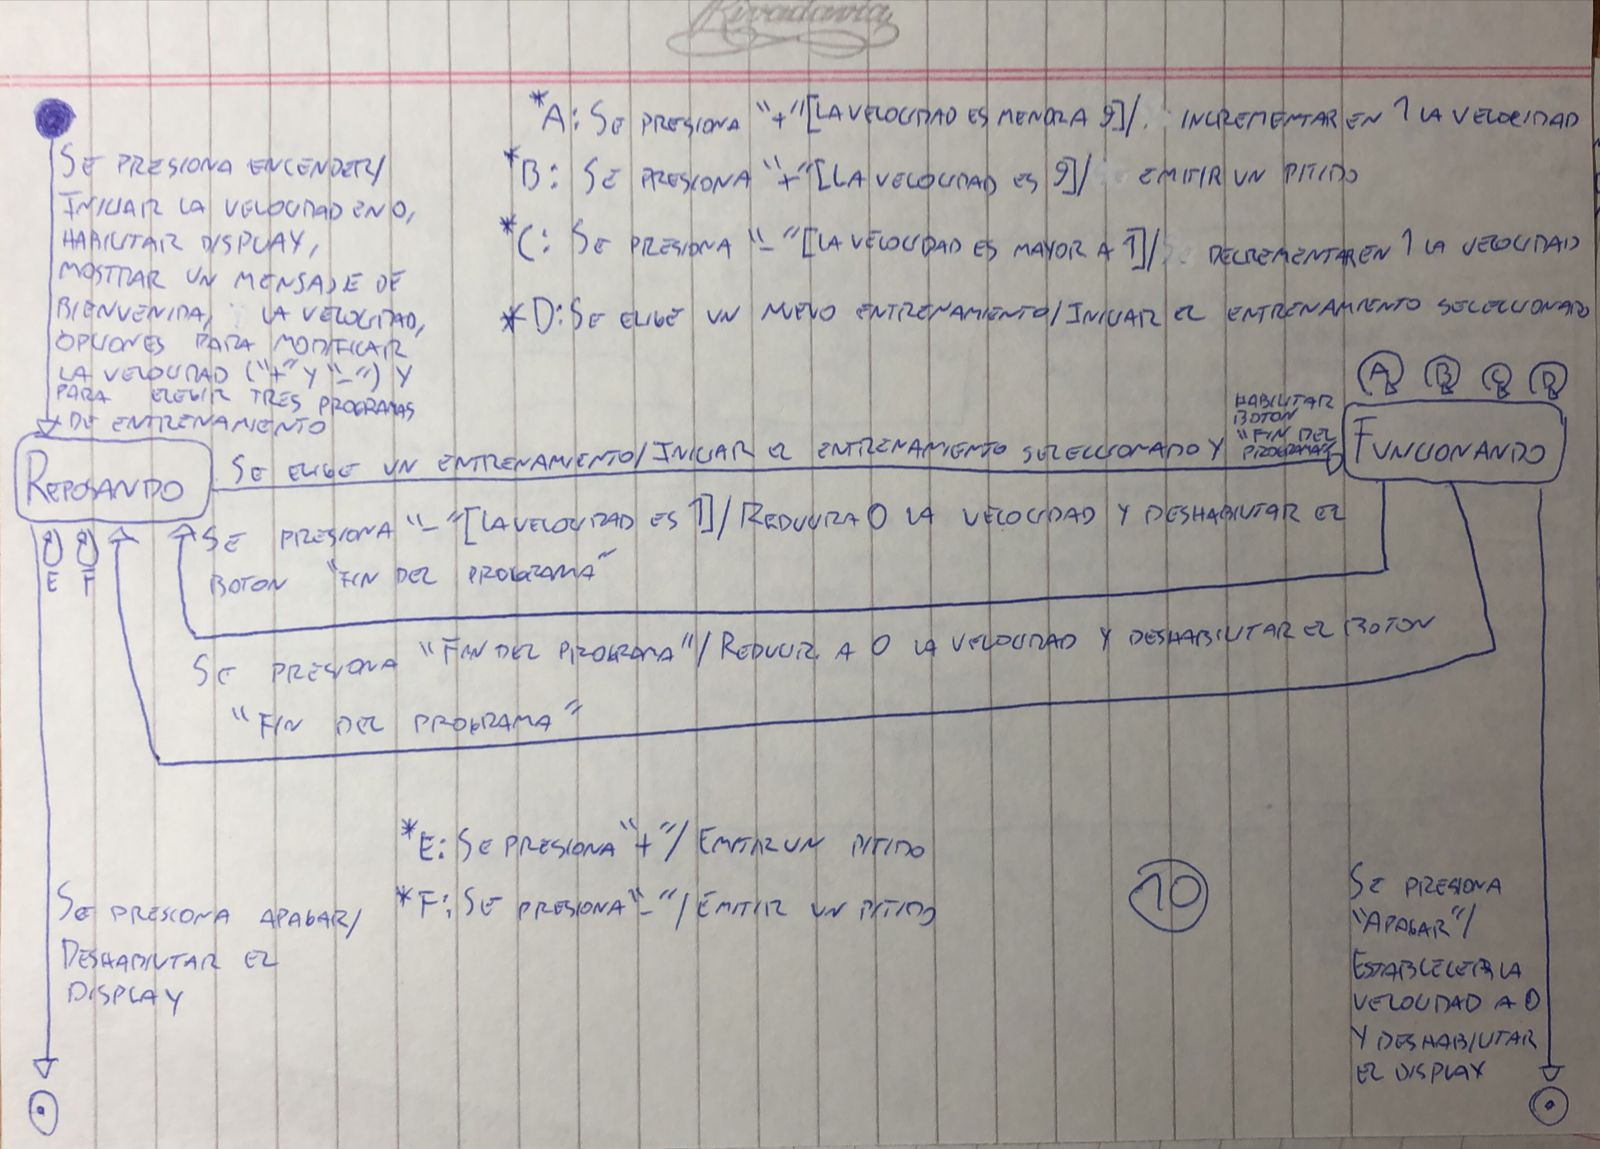 Rivadavia
*A: SE PRESIONA "+"[LA VELOCIDAD ES MENOR A 9]/ INCREMENTAR EN 1 LA VELOCIDAD
*B: SE PRESIONA "+"[LA VELOCIDAD ES 9]/ EMITIR UN PITIDO
*C: SE PRESIONA "-"[LA VELOCIDAD ES MAYOR A 1]/ DECREMENTAR EN 1 LA VELOCIDAD
*D: SE ELIGE UN NUEVO ENTRENAMIENTO/INICIAR EL ENTRENAMIENTO SELECCIONADO
SE PRESIONA ENCENDER/
INICIAR LA VELOCIDAD EN 0,
HABILITAR DISPLAY,
MOSTRAR UN MENSAJE DE
BIENVENIDA, LA VELOCIDAD,
OPCIONES PARA MODIFICAR
LA VELOCIDAD ("+" Y "-") Y
PARA ELEGIR TRES PROGRAMAS
DE ENTRENAMIENTO
A B C D
REPOSANDO
SE ELIGE UN ENTRENAMIENTO/INICIAR EL ENTRENAMIENTO SELECCIONADO Y
HABILITAR
BOTON
"FIN DEL
PROGRAMA"
FUNCIONANDO
SE PRESIONA "-"[LA VELOCIDAD ES 1]/REDUCIR A 0 LA VELOCIDAD Y DESHABILITAR EL
BOTON "FIN DEL PROGRAMA"
E F
SE PRESIONA "FIN DEL PROGRAMA"/REDUCIR A 0 LA VELOCIDAD Y DESHABILITAR EL BOTON
"FIN DEL PROGRAMA"
*E: SE PRESIONA "+"/EMITIR UN PITIDO
*F: SE PRESIONA "-"/EMITIR UN PITIDO
10
SE PRESIONA APAGAR/
DESHABILITAR EL
DISPLAY
SE PRESIONA
"APAGAR"/
ESTABLECER LA
VELOCIDAD A 0
Y DESHABILITAR
EL DISPLAY